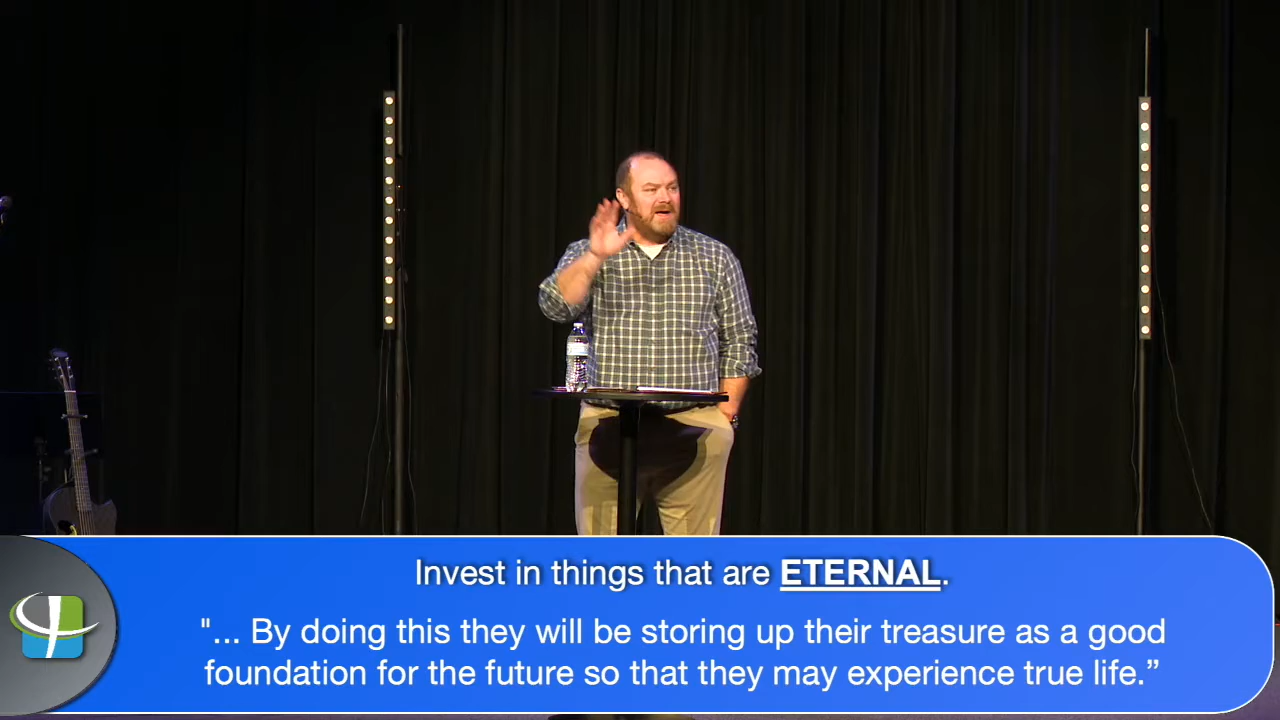 Invest in things that are ETERNAL.
"... By doing this they will be storing up their treasure as a good
foundation for the future so that they may experience true life.”